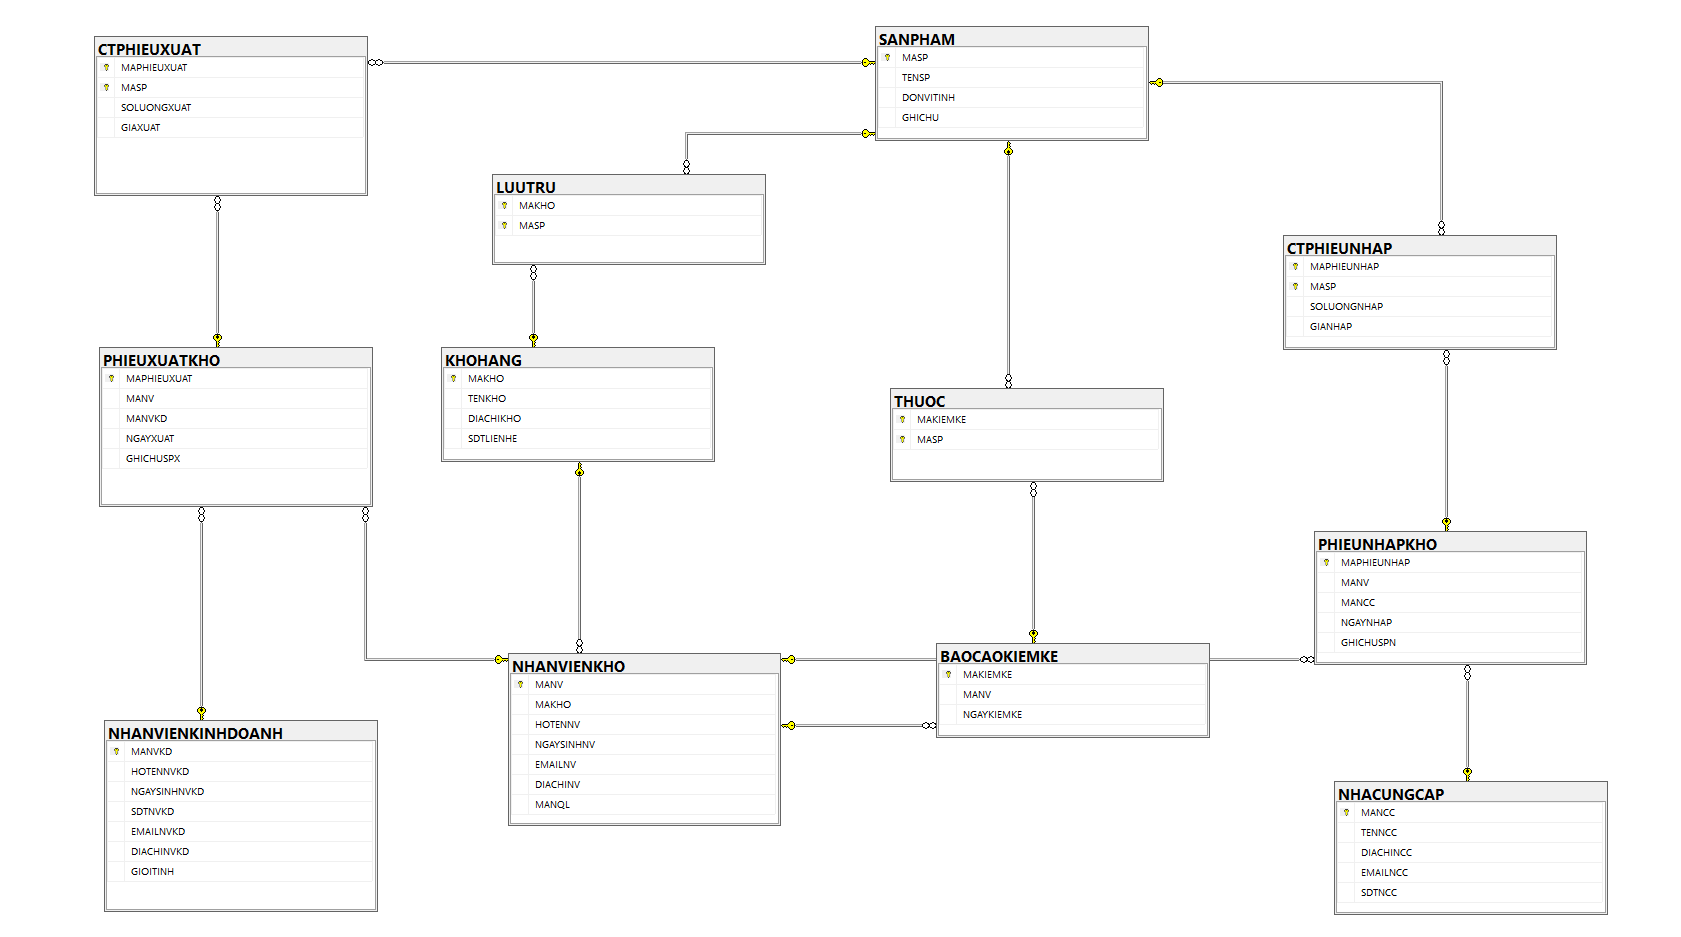 CTPHIEUXUAT
MAPHIEUXUAT
MASP
SOLUONGXUAT
GIAXUAT
SANPHAM
MASP
TENSP
DONVITINH
GHICHU
LUUTRU
MAKHO
MASP
CTPHIEUNHAP
MAPHIEUNHAP
MASP
SOLUONGNHAP
GIANHAP
PHIEUXUATKHO
MAPHIEUXUAT
MANV
MANVKD
NGAYXUAT
GHICHUSPX
KHOHANG
MAKHO
TENKHO
DIACHIKHO
SDTLIENHE
THUOC
MAKIEMKE
MASP
PHIEUNHAPKHO
MAPHIEUNHAP
MANV
MANCC
NGAYNHAP
GHICHUSPN
NHANVIENKHO
MANV
MAKHO
HOTENNV
NGAYSINHNV
EMAILNV
DIACHINV
MANQL
BAOCAOKIEMKE
MAKIEMKE
MANV
NGAYKIEMKE
NHANVIENKINHDOANH
MANVKD
HOTENNVKD
NGAYSINHNVKD
SDTNVKD
EMAILNVKD
DIACHINVKD
GIOITINH
NHACUNGCAP
MANCC
TENNCC
DIACHINCC
EMAILNCC
SDTNCC